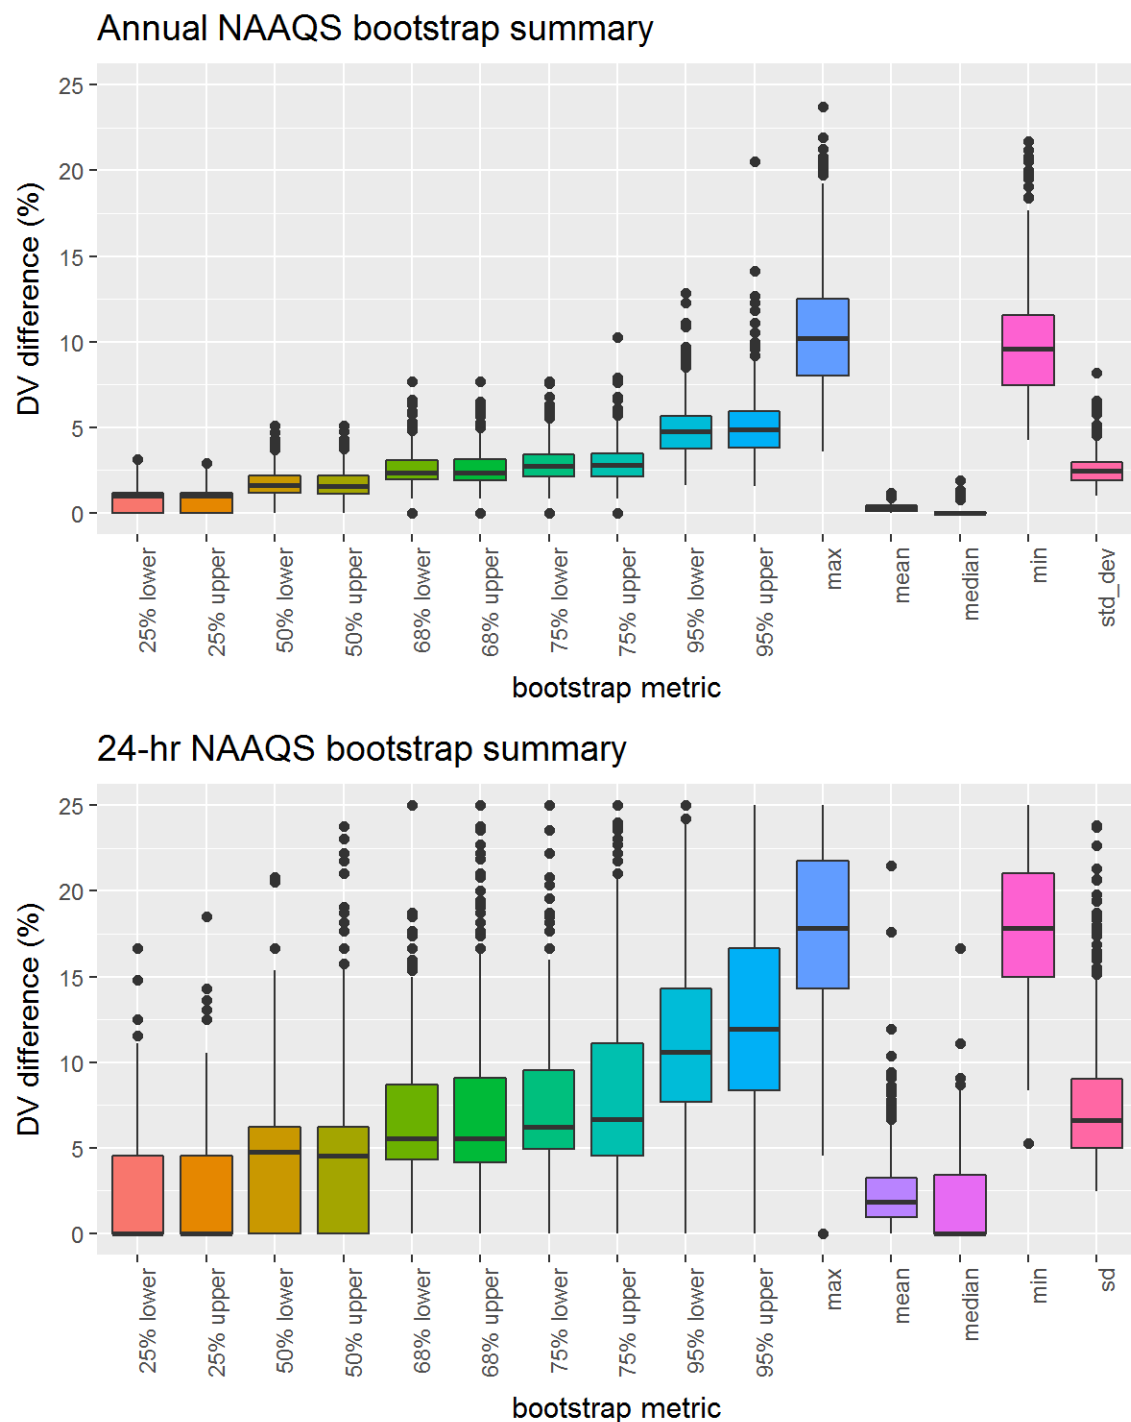 Annual NAAQS bootstrap summary
25
20
15
10
5
0
DV difference (%)
25% lower
25% upper
50% lower
50% upper
68% lower
68% upper
75% lower
75% upper
95% lower
95% upper
max
mean
median
min
std_dev
bootstrap metric
24-hr NAAQS bootstrap summary
25
20
15
10
5
0
DV difference (%)
25% lower
25% upper
50% lower
50% upper
68% lower
68% upper
75% lower
75% upper
95% lower
95% upper
max
mean
median
min
sd
bootstrap metric